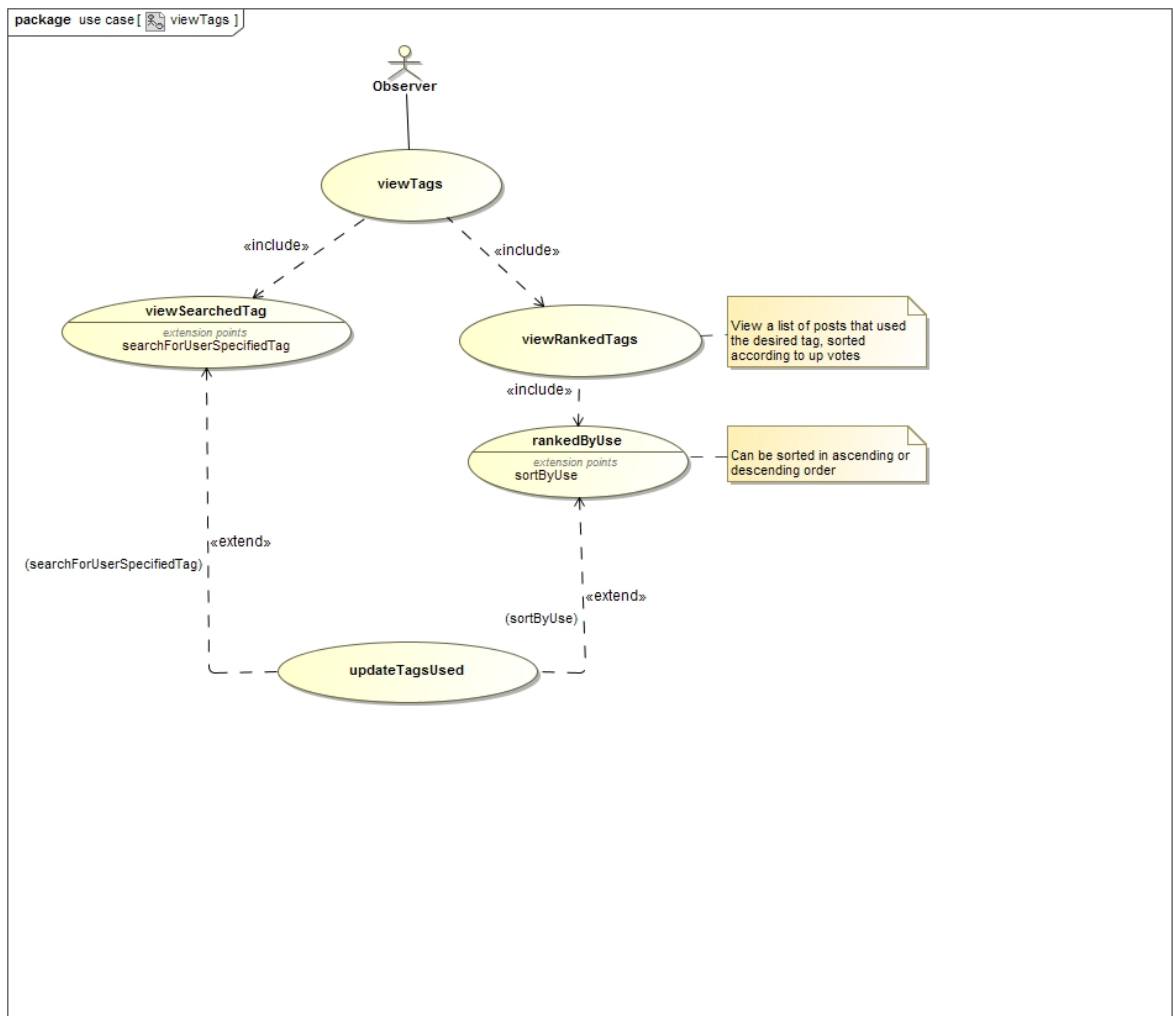 package use case [ viewTags ]
Observer
viewTags
«include»
«include»
viewSearchedTag
extension points
searchForUserSpecifiedTag
viewRankedTags
View a list of posts that used
the desired tag, sorted
according to up votes
«include»
rankedByUse
extension points
sortByUse
Can be sorted in ascending or
descending order
«extend»
(searchForUserSpecifiedTag)
«extend»
(sortByUse)
updateTagsUsed